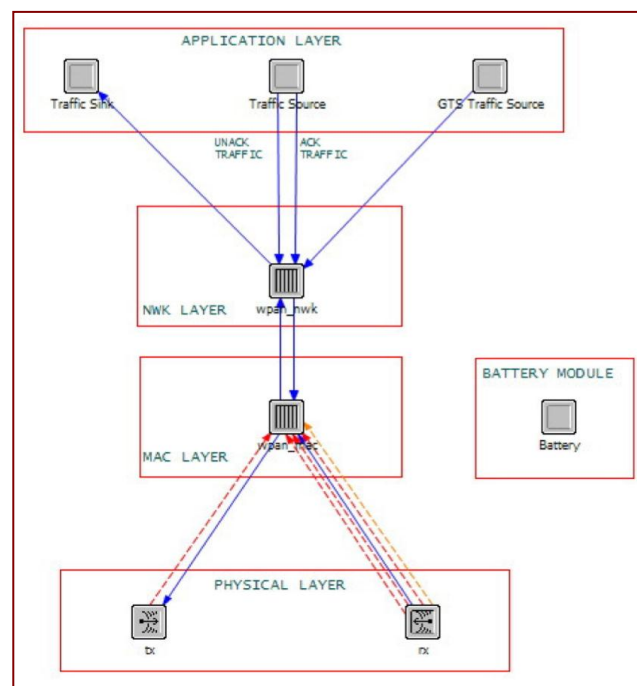 APPLICATION LAYER
Traffic Sink
Traffic Source
GTS Traffic Source
UNACK
TRAFFIC
ACK
TRAFFIC
NWK LAYER
wpan_nwk
BATTERY MODULE
Battery
MAC LAYER
wpan_mac
PHYSICAL LAYER
tx
rx